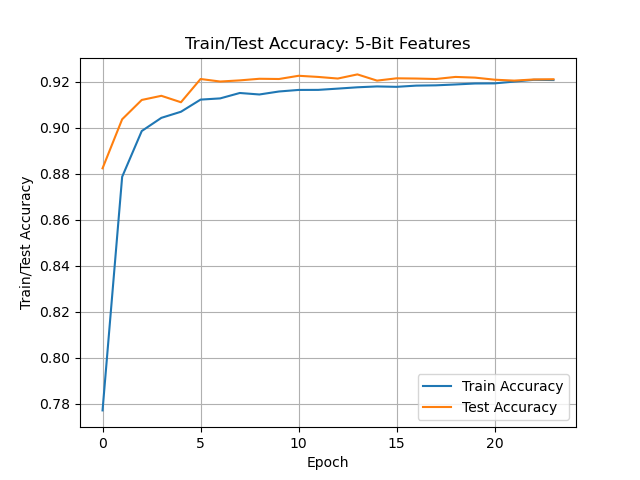 Train/Test Accuracy: 5-Bit Features
0.92
0.90
0.88
0.86
0.84
0.82
0.80
0.78
Train/Test Accuracy
Train Accuracy
Test Accuracy
0
5
10
15
20
Epoch